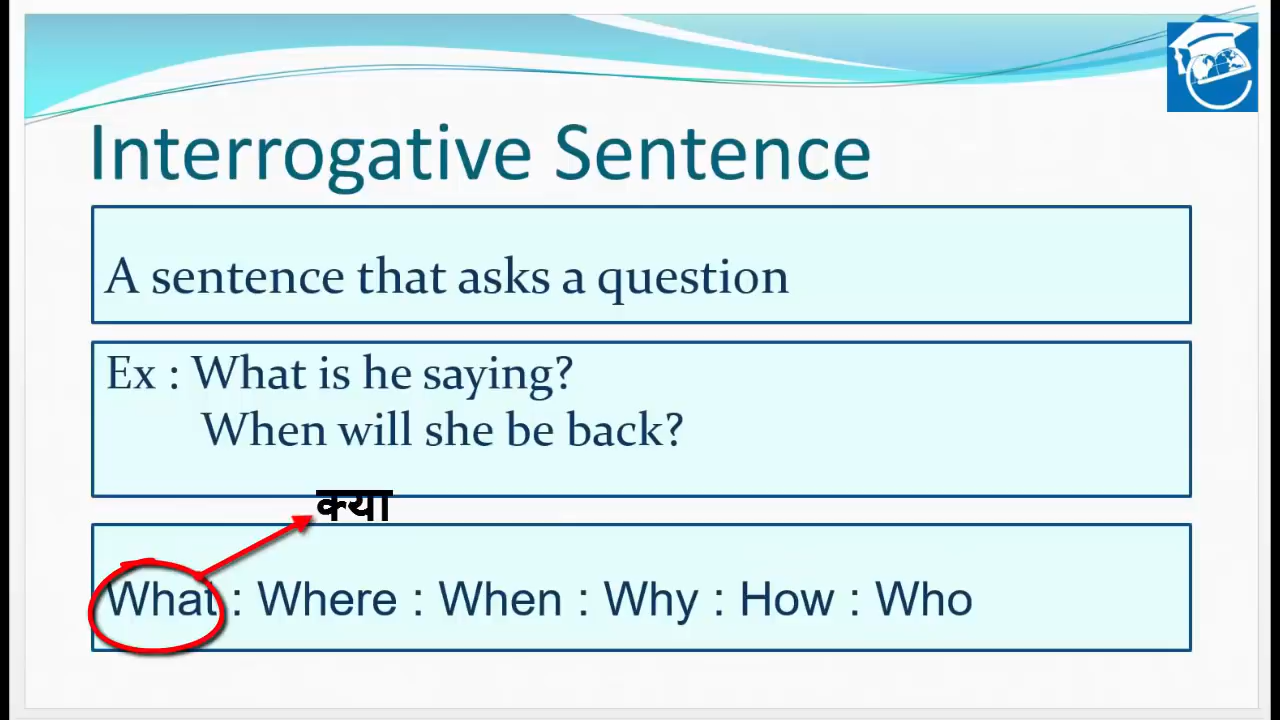 Interrogative Sentence
A sentence that asks a question
Ex : What is he saying?
When will she be back?
क्या
What : Where : When : Why : How : Who